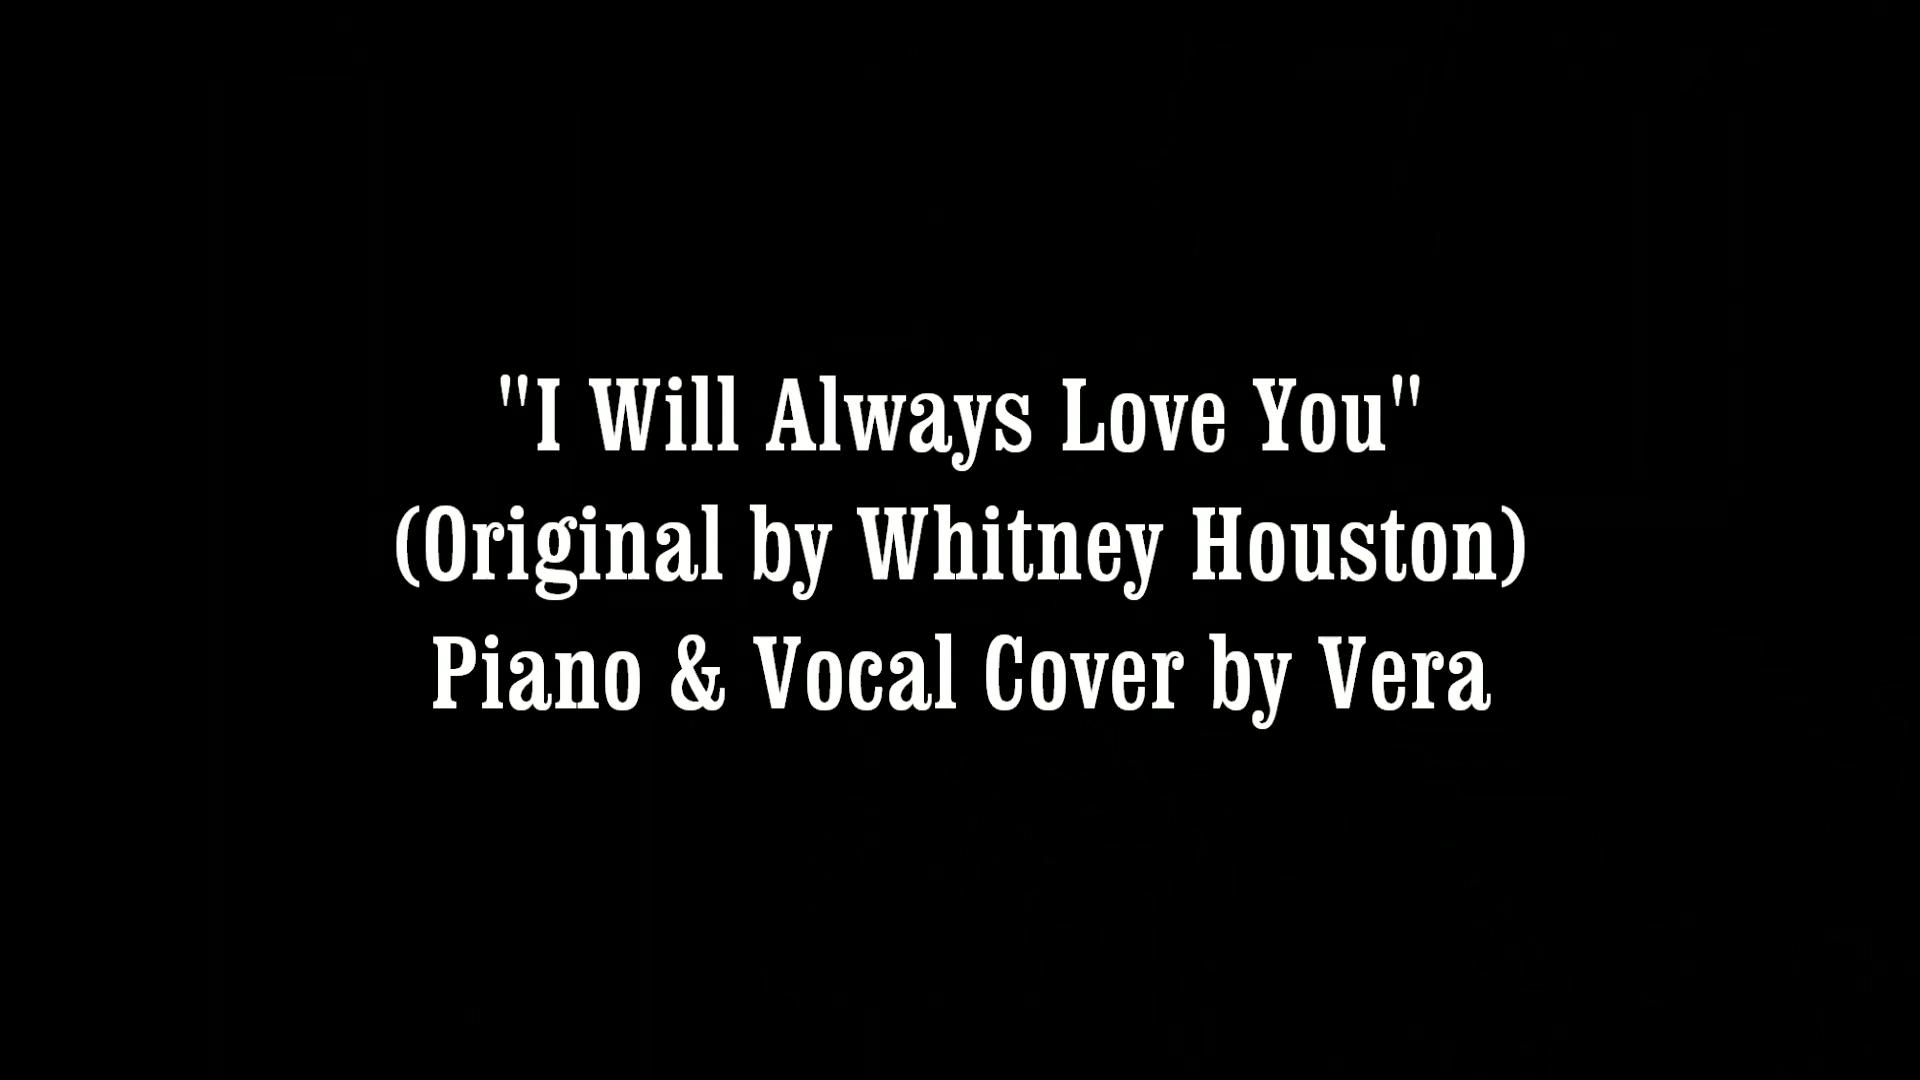 "I Will Always Love You"
(Original by Whitney Houston)
Piano & Vocal Cover by Vera